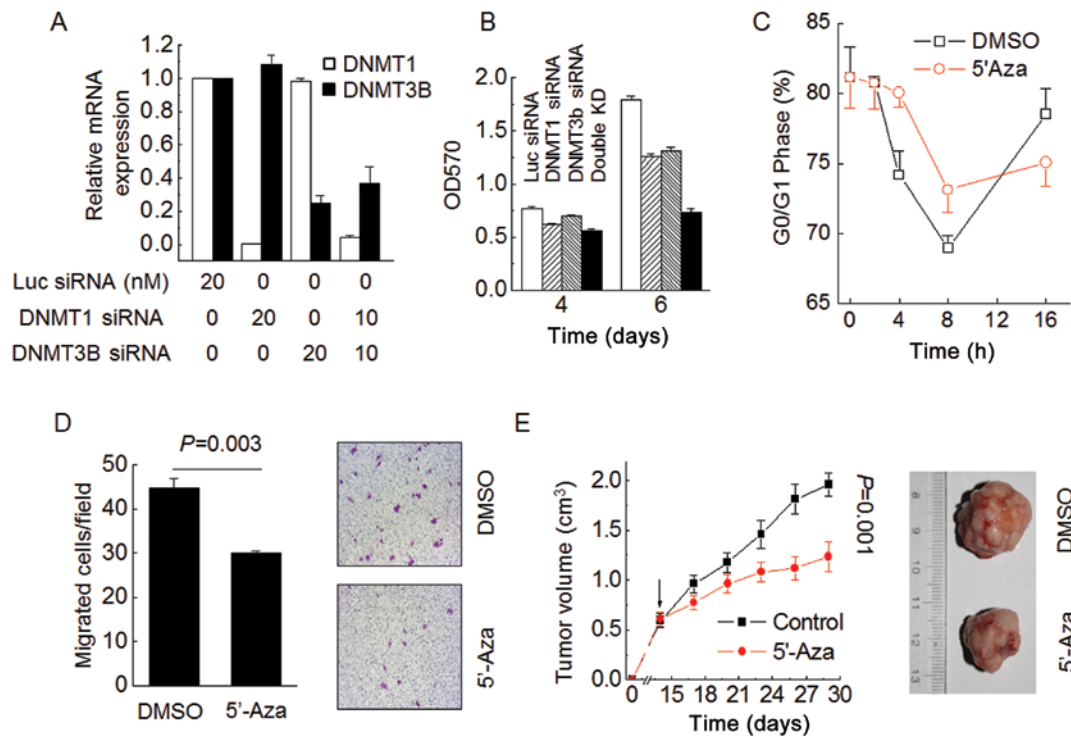 A
Relative mRNA
expression
1.2
1.0
0.8
0.6
0.4
0.2
0.0
DNMT1
DNMT3B
Luc siRNA (nM) 20 0 0 0
DNMT1 siRNA 0 20 0 10
DNMT3B siRNA 0 0 20 10
B
OD570
2.0
1.5
1.0
0.5
0.0
Luc siRNA
DNMT1 siRNA
DNMT3b siRNA
Double KD
4 6
Time (days)
C
G0/G1 Phase (%)
85
80
75
70
65
DMSO
5'Aza
0 4 8 12 16
Time (h)
D
P=0.003
Migrated cells/field
50
40
30
20
10
0
DMSO 5'-Aza
DMSO
5'-Aza
E
Tumor volume (cm³)
2.0
1.5
1.0
0.5
0.0
P=0.001
Control
5'-Aza
0 15 18 21 24 27 30
Time (days)
8
9
10
11
12
13
DMSO
5'-Aza